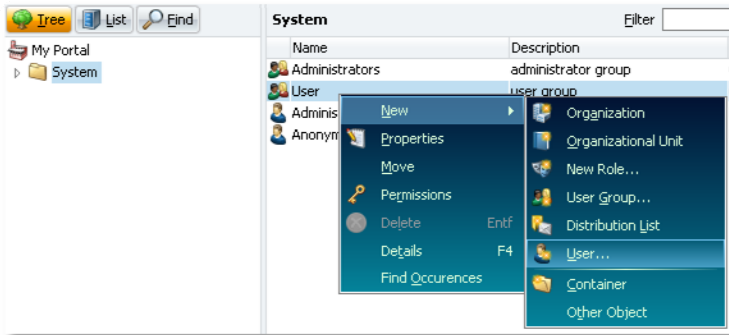 Tree List Find
System
Filter
My Portal
System
Name Description
Administrators administrator group
User user group
Adminis
Anonym
New
Properties
Move
Permissions
Delete Entf
Details F4
Find Occurences
Organization
Organizational Unit
New Role...
User Group...
Distribution List
User...
Container
Other Object